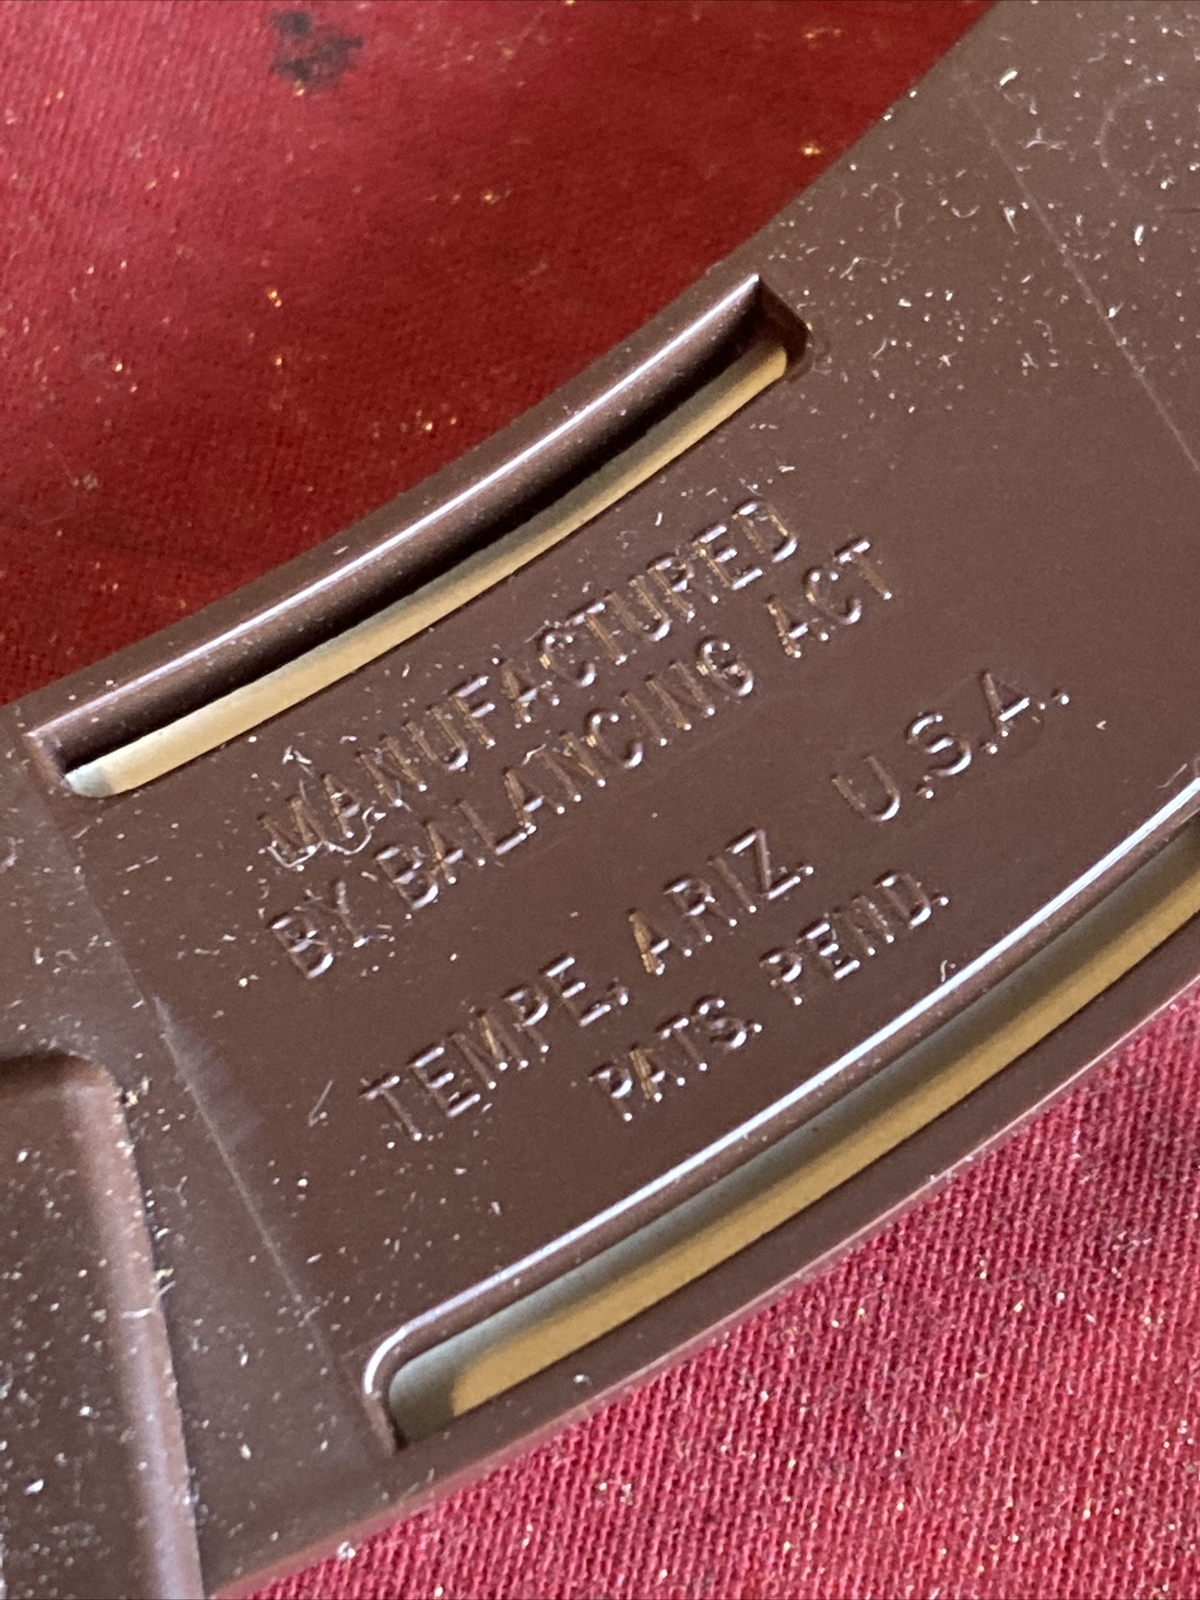 MANUFACTURED
BY BALANCING ACT
TEMPE, ARIZ. U.S.A.
PATS. PEND.